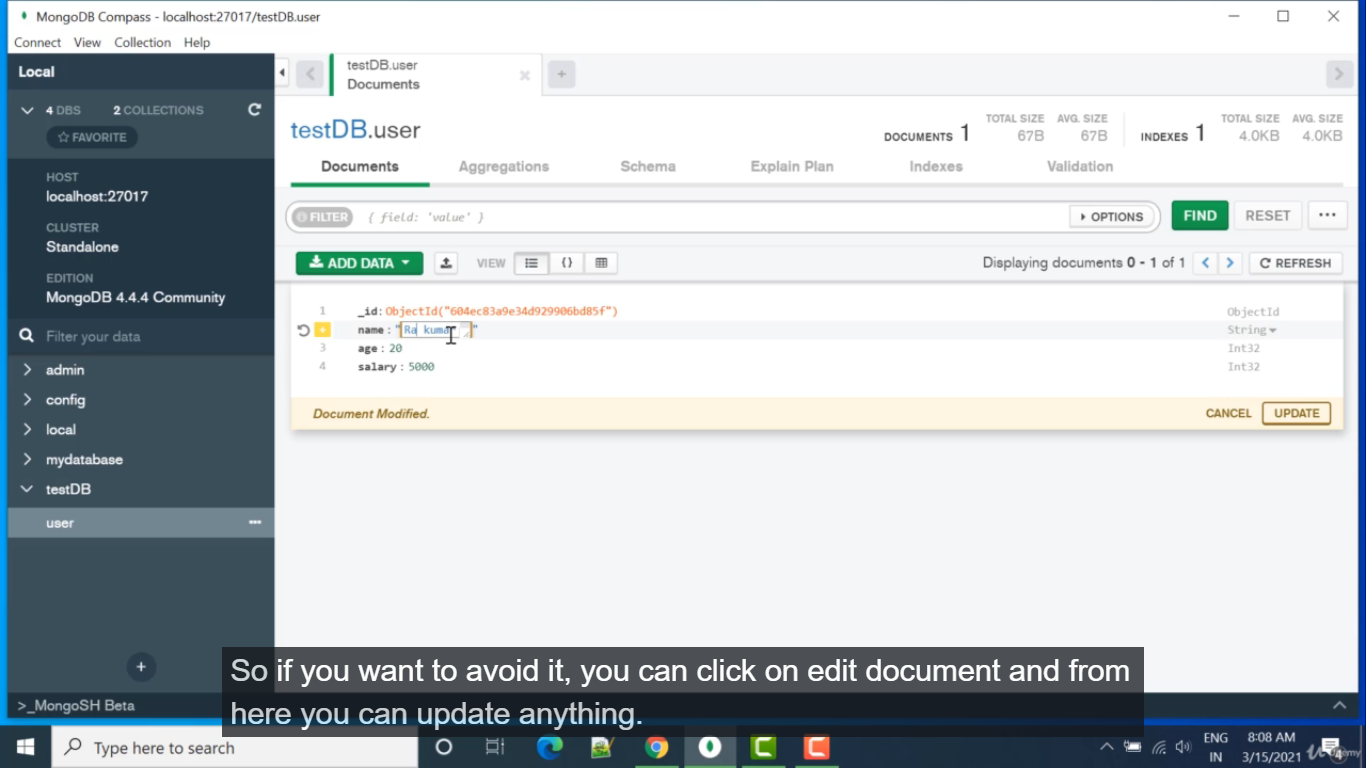 MongoDB Compass - localhost:27017/testDB.user
Connect View Collection Help
Local
4 DBS 2 COLLECTIONS
FAVORITE
HOST
localhost:27017
CLUSTER
Standalone
EDITION
MongoDB 4.4.4 Community
Filter your data
admin
config
local
mydatabase
testDB
user
>_MongoSH Beta
testDB.user
Documents
testDB.user
DOCUMENTS 1
TOTAL SIZE
67B
AVG. SIZE
67B
INDEXES 1
TOTAL SIZE
4.0KB
AVG. SIZE
4.0KB
Documents Aggregations Schema Explain Plan Indexes Validation
FILTER { field: 'value' } OPTIONS FIND RESET
ADD DATA VIEW {} Displaying documents 0 - 1 of 1 REFRESH
1 _id: ObjectId("604ec83a9e34d929906bd85f") ObjectId
name : "Ra kuma" String
3 age : 20 Int32
4 salary : 5000 Int32
Document Modified. CANCEL UPDATE
So if you want to avoid it, you can click on edit document and from
here you can update anything.
Type here to search
ENG
IN
8:08 AM
3/15/2021
4